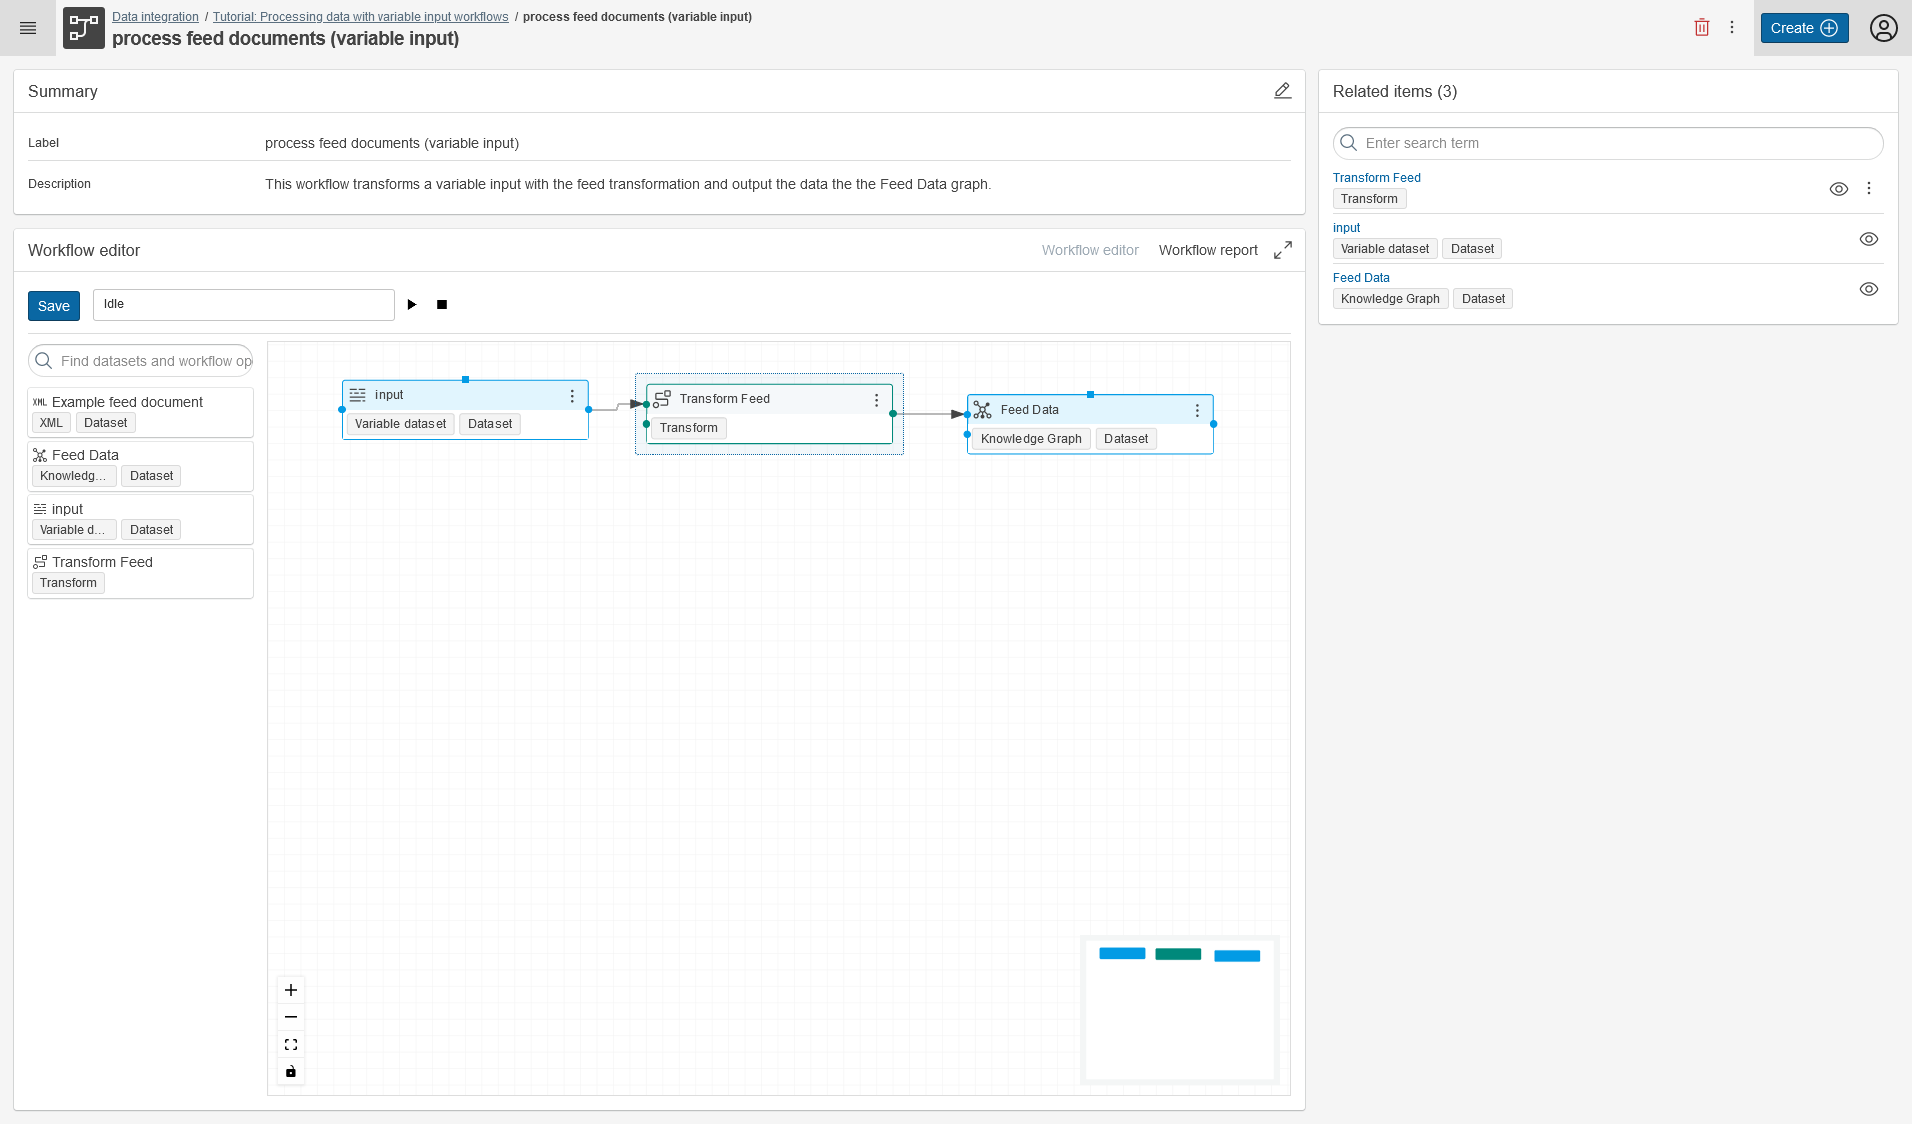 Data integration / Tutorial: Processing data with variable input workflows / process feed documents (variable input)
process feed documents (variable input)
Create
Summary
Label
process feed documents (variable input)
Description
This workflow transforms a variable input with the feed transformation and output the data the the Feed Data graph.
Workflow editor
Workflow editor
Workflow report
Save
Idle
Find datasets and workflow op
XML Example feed document
XML Dataset
Feed Data
Knowledg... Dataset
input
Variable d... Dataset
Transform Feed
Transform
input
Variable dataset Dataset
Transform Feed
Transform
Feed Data
Knowledge Graph Dataset
Related items (3)
Enter search term
Transform Feed
Transform
input
Variable dataset Dataset
Feed Data
Knowledge Graph Dataset